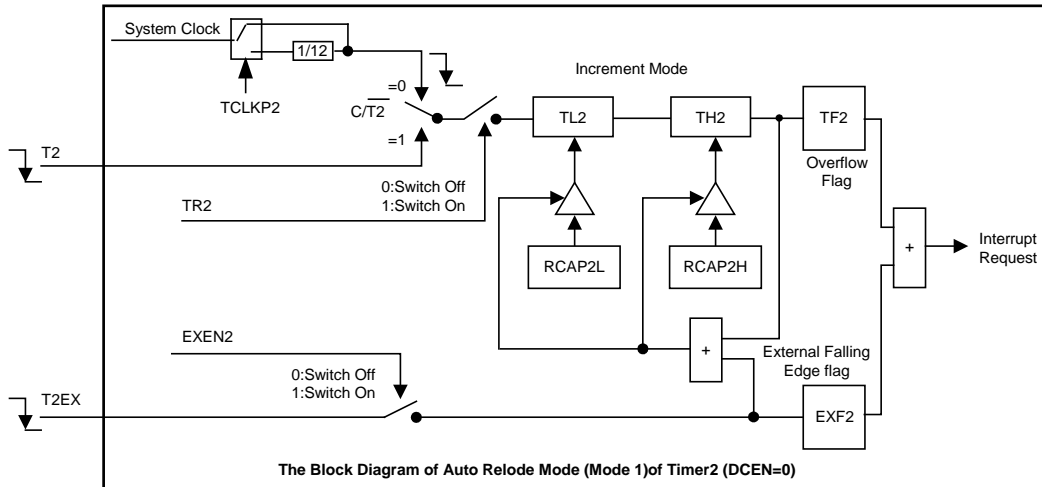 System Clock
1/12
TCLKP2
=0
C/T2
=1
Increment Mode
TL2
TH2
TF2
Overflow
Flag
T2
0:Switch Off
1:Switch On
TR2
RCAP2L
RCAP2H
+
Interrupt
Request
EXEN2
+
External Falling
Edge flag
0:Switch Off
1:Switch On
T2EX
EXF2
The Block Diagram of Auto Relode Mode (Mode 1)of Timer2 (DCEN=0)